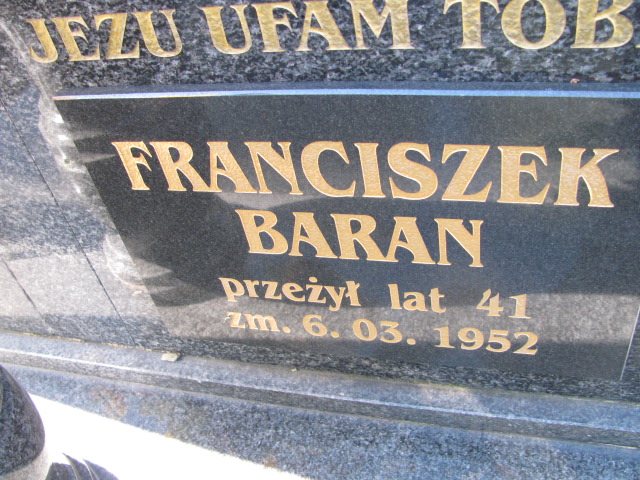 JEZU UFAM TOB
FRANCISZEK
BARAN
przeżył lat 41
zm. 6. 03. 1952